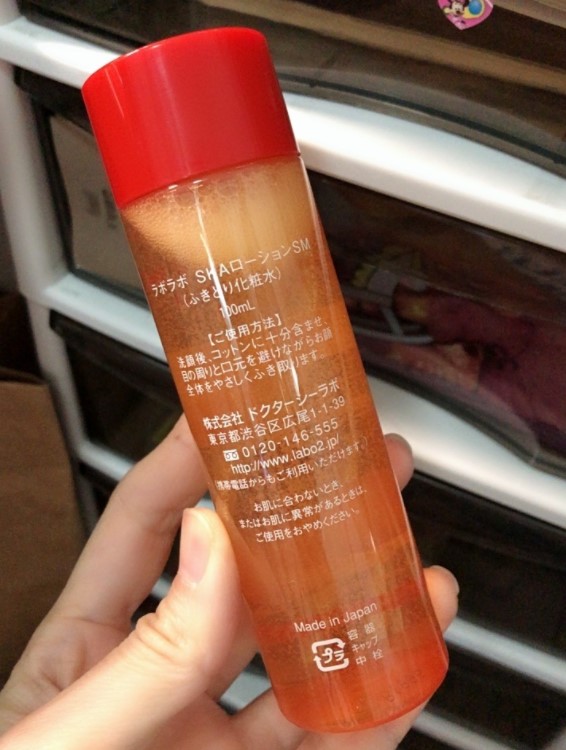 ラボラボ SKAローションSM
(ふきとり化粧水)
100mL
【ご使用方法】
洗顔後、コットンに十分含ませ、
目の周りと口元を避けながらお顔
全体をやさしくふき取ります。
株式会社 ドクターシーラボ
東京都渋谷区広尾1-1-39
0120-146-555
http://www.labo2.jp/
(携帯電話からもご利用いただけます。)
お肌に合わないとき、
またはお肌に異常があるときは、
ご使用をおやめください。
Made in Japan
プラ
容器
キャップ
中栓